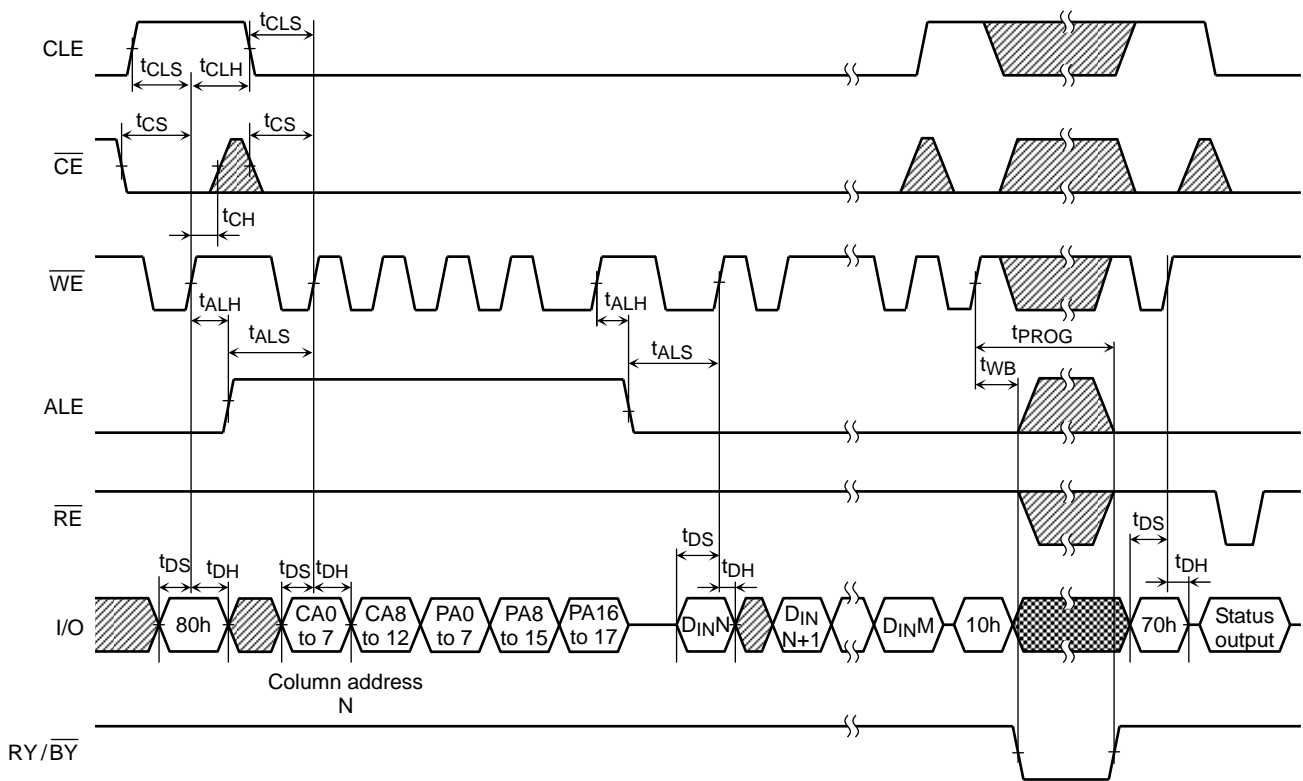 CLE
tCLS
tCLS
tCLH
CE
tCS
tCS
tCH
WE
tALH
tALS
tALH
tALS
tPROG
tWB
ALE
RE
tDS
tDH
tDS
tDH
tDS
tDH
tDS
tDH
I/O
80h
CA0
to 7
CA8
to 12
PA0
to 7
PA8
to 15
PA16
to 17
DINN
DIN
N+1
DINM
10h
70h
Status
output
Column address
N
RY/BY